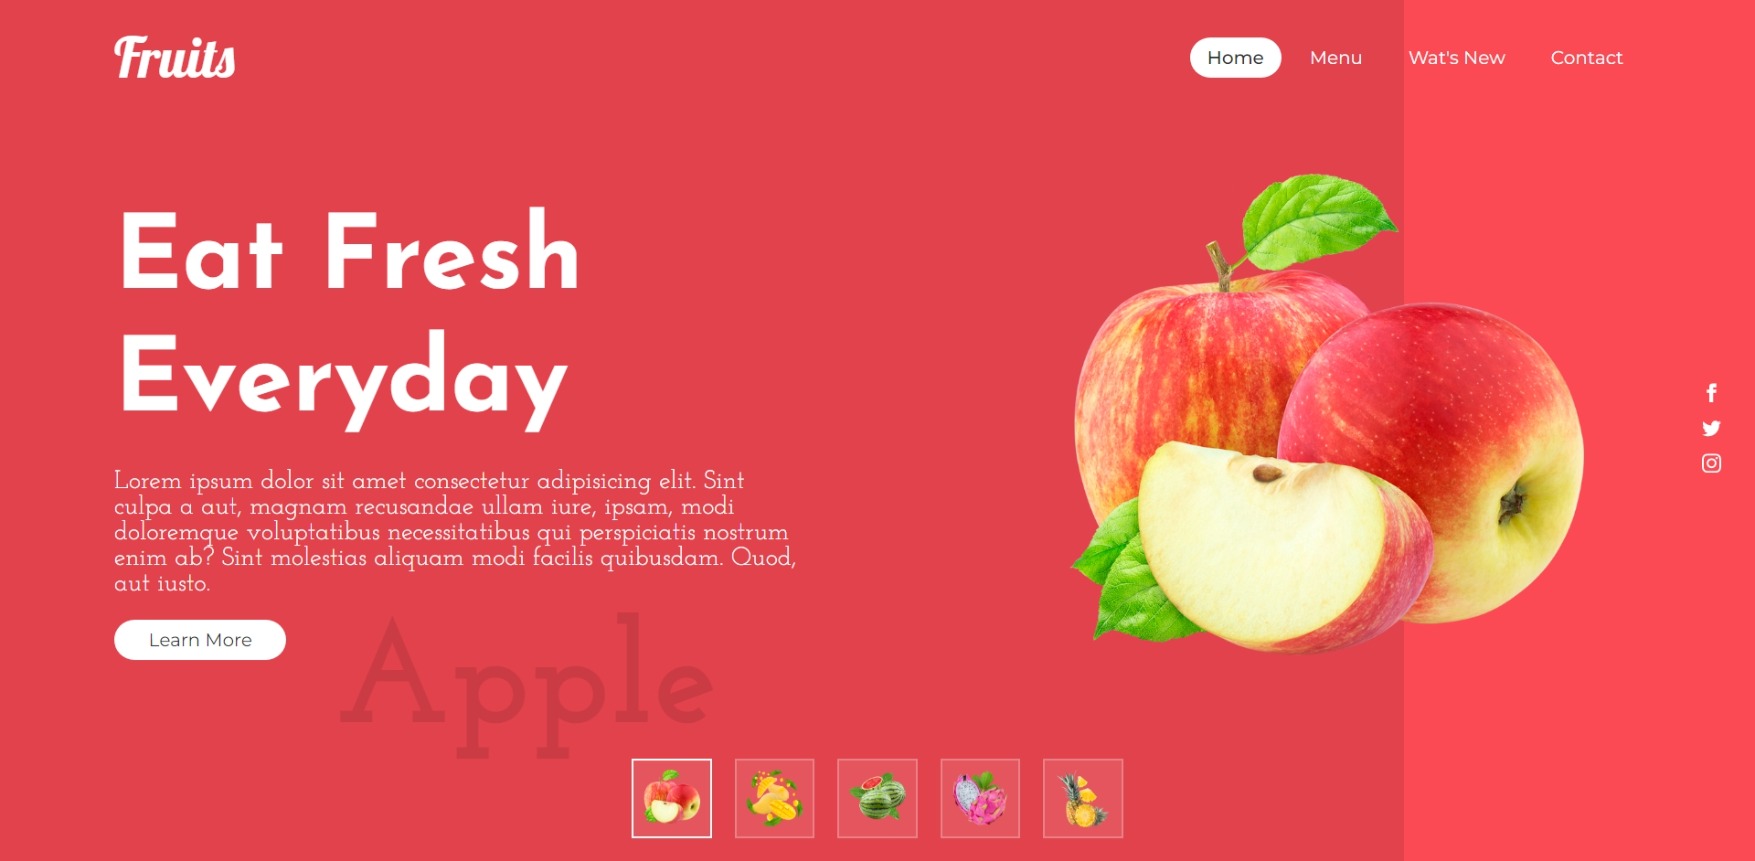 Fruits
Home
Menu
Wat's New
Contact
Eat Fresh
Everyday
Lorem ipsum dolor sit amet consectetur adipisicing elit. Sint
culpa a aut, magnam recusandae ullam iure, ipsam, modi
doloremque voluptatibus necessitatibus qui perspiciatis nostrum
enim ab? Sint molestias aliquam modi facilis quibusdam. Quod,
aut iusto.
Learn More
Apple